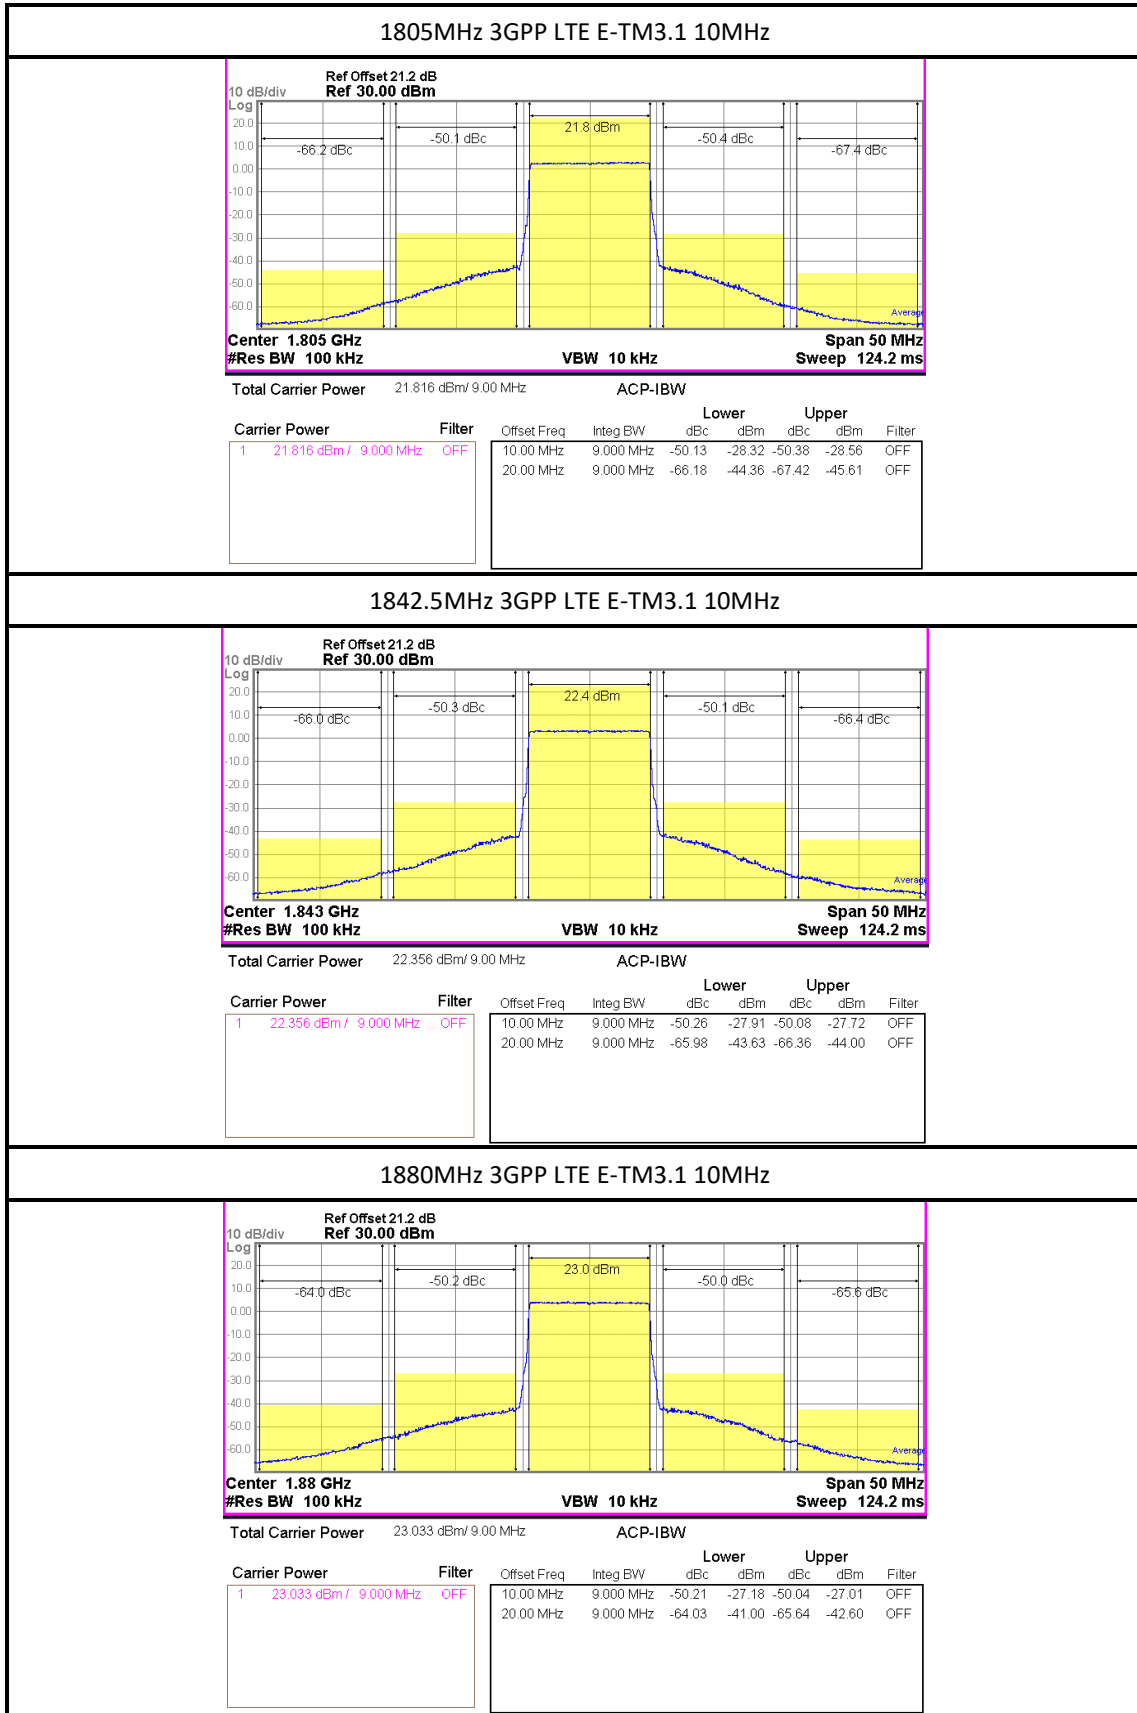 1805MHz 3GPP LTE E-TM3.1 10MHz
Ref Offset 21.2 dB
10 dB/div Ref 30.00 dBm
Log
20.0
10.0
0.00
-10.0
-20.0
-30.0
-40.0
-50.0
-60.0
-66.2 dBc
-50.1 dBc
21.8 dBm
-50.4 dBc
-67.4 dBc
Average
Center 1.805 GHz Span 50 MHz
#Res BW 100 kHz VBW 10 kHz Sweep 124.2 ms
Total Carrier Power 21.816 dBm/ 9.00 MHz ACP-IBW
Lower Upper
Carrier Power Filter Offset Freq Integ BW dBc dBm dBc dBm Filter
1 21.816 dBm / 9.000 MHz OFF 10.00 MHz 9.000 MHz -50.13 -28.32 -50.38 -28.56 OFF
20.00 MHz 9.000 MHz -66.18 -44.36 -67.42 -45.61 OFF
1842.5MHz 3GPP LTE E-TM3.1 10MHz
Ref Offset 21.2 dB
10 dB/div Ref 30.00 dBm
Log
20.0
10.0
0.00
-10.0
-20.0
-30.0
-40.0
-50.0
-60.0
-66.0 dBc
-50.3 dBc
22.4 dBm
-50.1 dBc
-66.4 dBc
Average
Center 1.843 GHz Span 50 MHz
#Res BW 100 kHz VBW 10 kHz Sweep 124.2 ms
Total Carrier Power 22.356 dBm/ 9.00 MHz ACP-IBW
Lower Upper
Carrier Power Filter Offset Freq Integ BW dBc dBm dBc dBm Filter
1 22.356 dBm / 9.000 MHz OFF 10.00 MHz 9.000 MHz -50.26 -27.91 -50.08 -27.72 OFF
20.00 MHz 9.000 MHz -65.98 -43.63 -66.36 -44.00 OFF
1880MHz 3GPP LTE E-TM3.1 10MHz
Ref Offset 21.2 dB
10 dB/div Ref 30.00 dBm
Log
20.0
10.0
0.00
-10.0
-20.0
-30.0
-40.0
-50.0
-60.0
-64.0 dBc
-50.2 dBc
23.0 dBm
-50.0 dBc
-65.6 dBc
Average
Center 1.88 GHz Span 50 MHz
#Res BW 100 kHz VBW 10 kHz Sweep 124.2 ms
Total Carrier Power 23.033 dBm/ 9.00 MHz ACP-IBW
Lower Upper
Carrier Power Filter Offset Freq Integ BW dBc dBm dBc dBm Filter
1 23.033 dBm / 9.000 MHz OFF 10.00 MHz 9.000 MHz -50.21 -27.18 -50.04 -27.01 OFF
20.00 MHz 9.000 MHz -64.03 -41.00 -65.64 -42.60 OFF